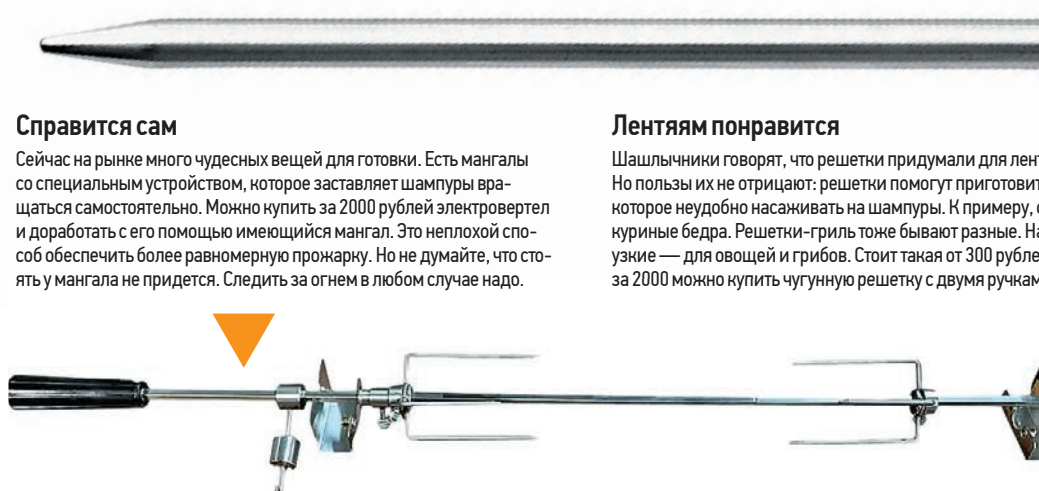 Справится сам
Сейчас на рынке много чудесных вещей для готовки. Есть мангалы
со специальным устройством, которое заставляет шампуры вра-
щаться самостоятельно. Можно купить за 2000 рублей электровертел
и доработать с его помощью имеющийся мангал. Это неплохой спо-
соб обеспечить более равномерную прожарку. Но не думайте, что сто-
ять у мангала не придется. Следить за огнем в любом случае надо.
Лентяям понравится
Шашлычники говорят, что решетки придумали для
Но пользы их не отрицают: решетки помогут
которое неудобно насаживать на шампуры. К примеру,
куриные бедра. Решетки-гриль тоже бывают разные.
узкие — для овощей и грибов. Стоит такая от 300
за 2000 можно купить чугунную решетку с двумя